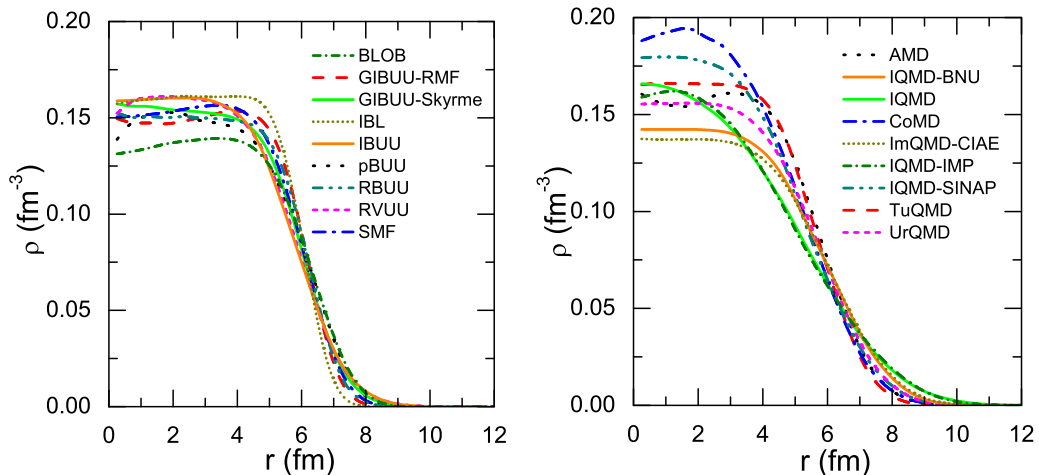 0.20
0.15
0.10
0.05
0.00
ρ (fm⁻³)
BLOB
GIBUU-RMF
GIBUU-Skyrme
IBL
IBUU
pBUU
RBUU
RVUU
SMF
0 2 4 6 8 10 12
r (fm)
0.20
0.15
0.10
0.05
0.00
ρ (fm⁻³)
AMD
IQMD-BNU
IQMD
CoMD
ImQMD-CIAE
IQMD-IMP
IQMD-SINAP
TuQMD
UrQMD
0 2 4 6 8 10 12
r (fm)